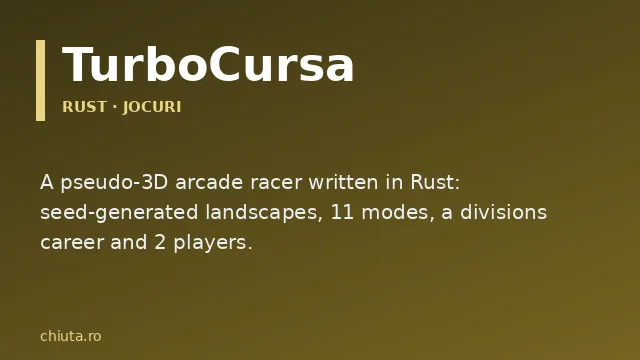 TurboCursa
RUST · JOCURI
A pseudo-3D arcade racer written in Rust:
seed-generated landscapes, 11 modes, a divisions
career and 2 players.
chiuta.ro